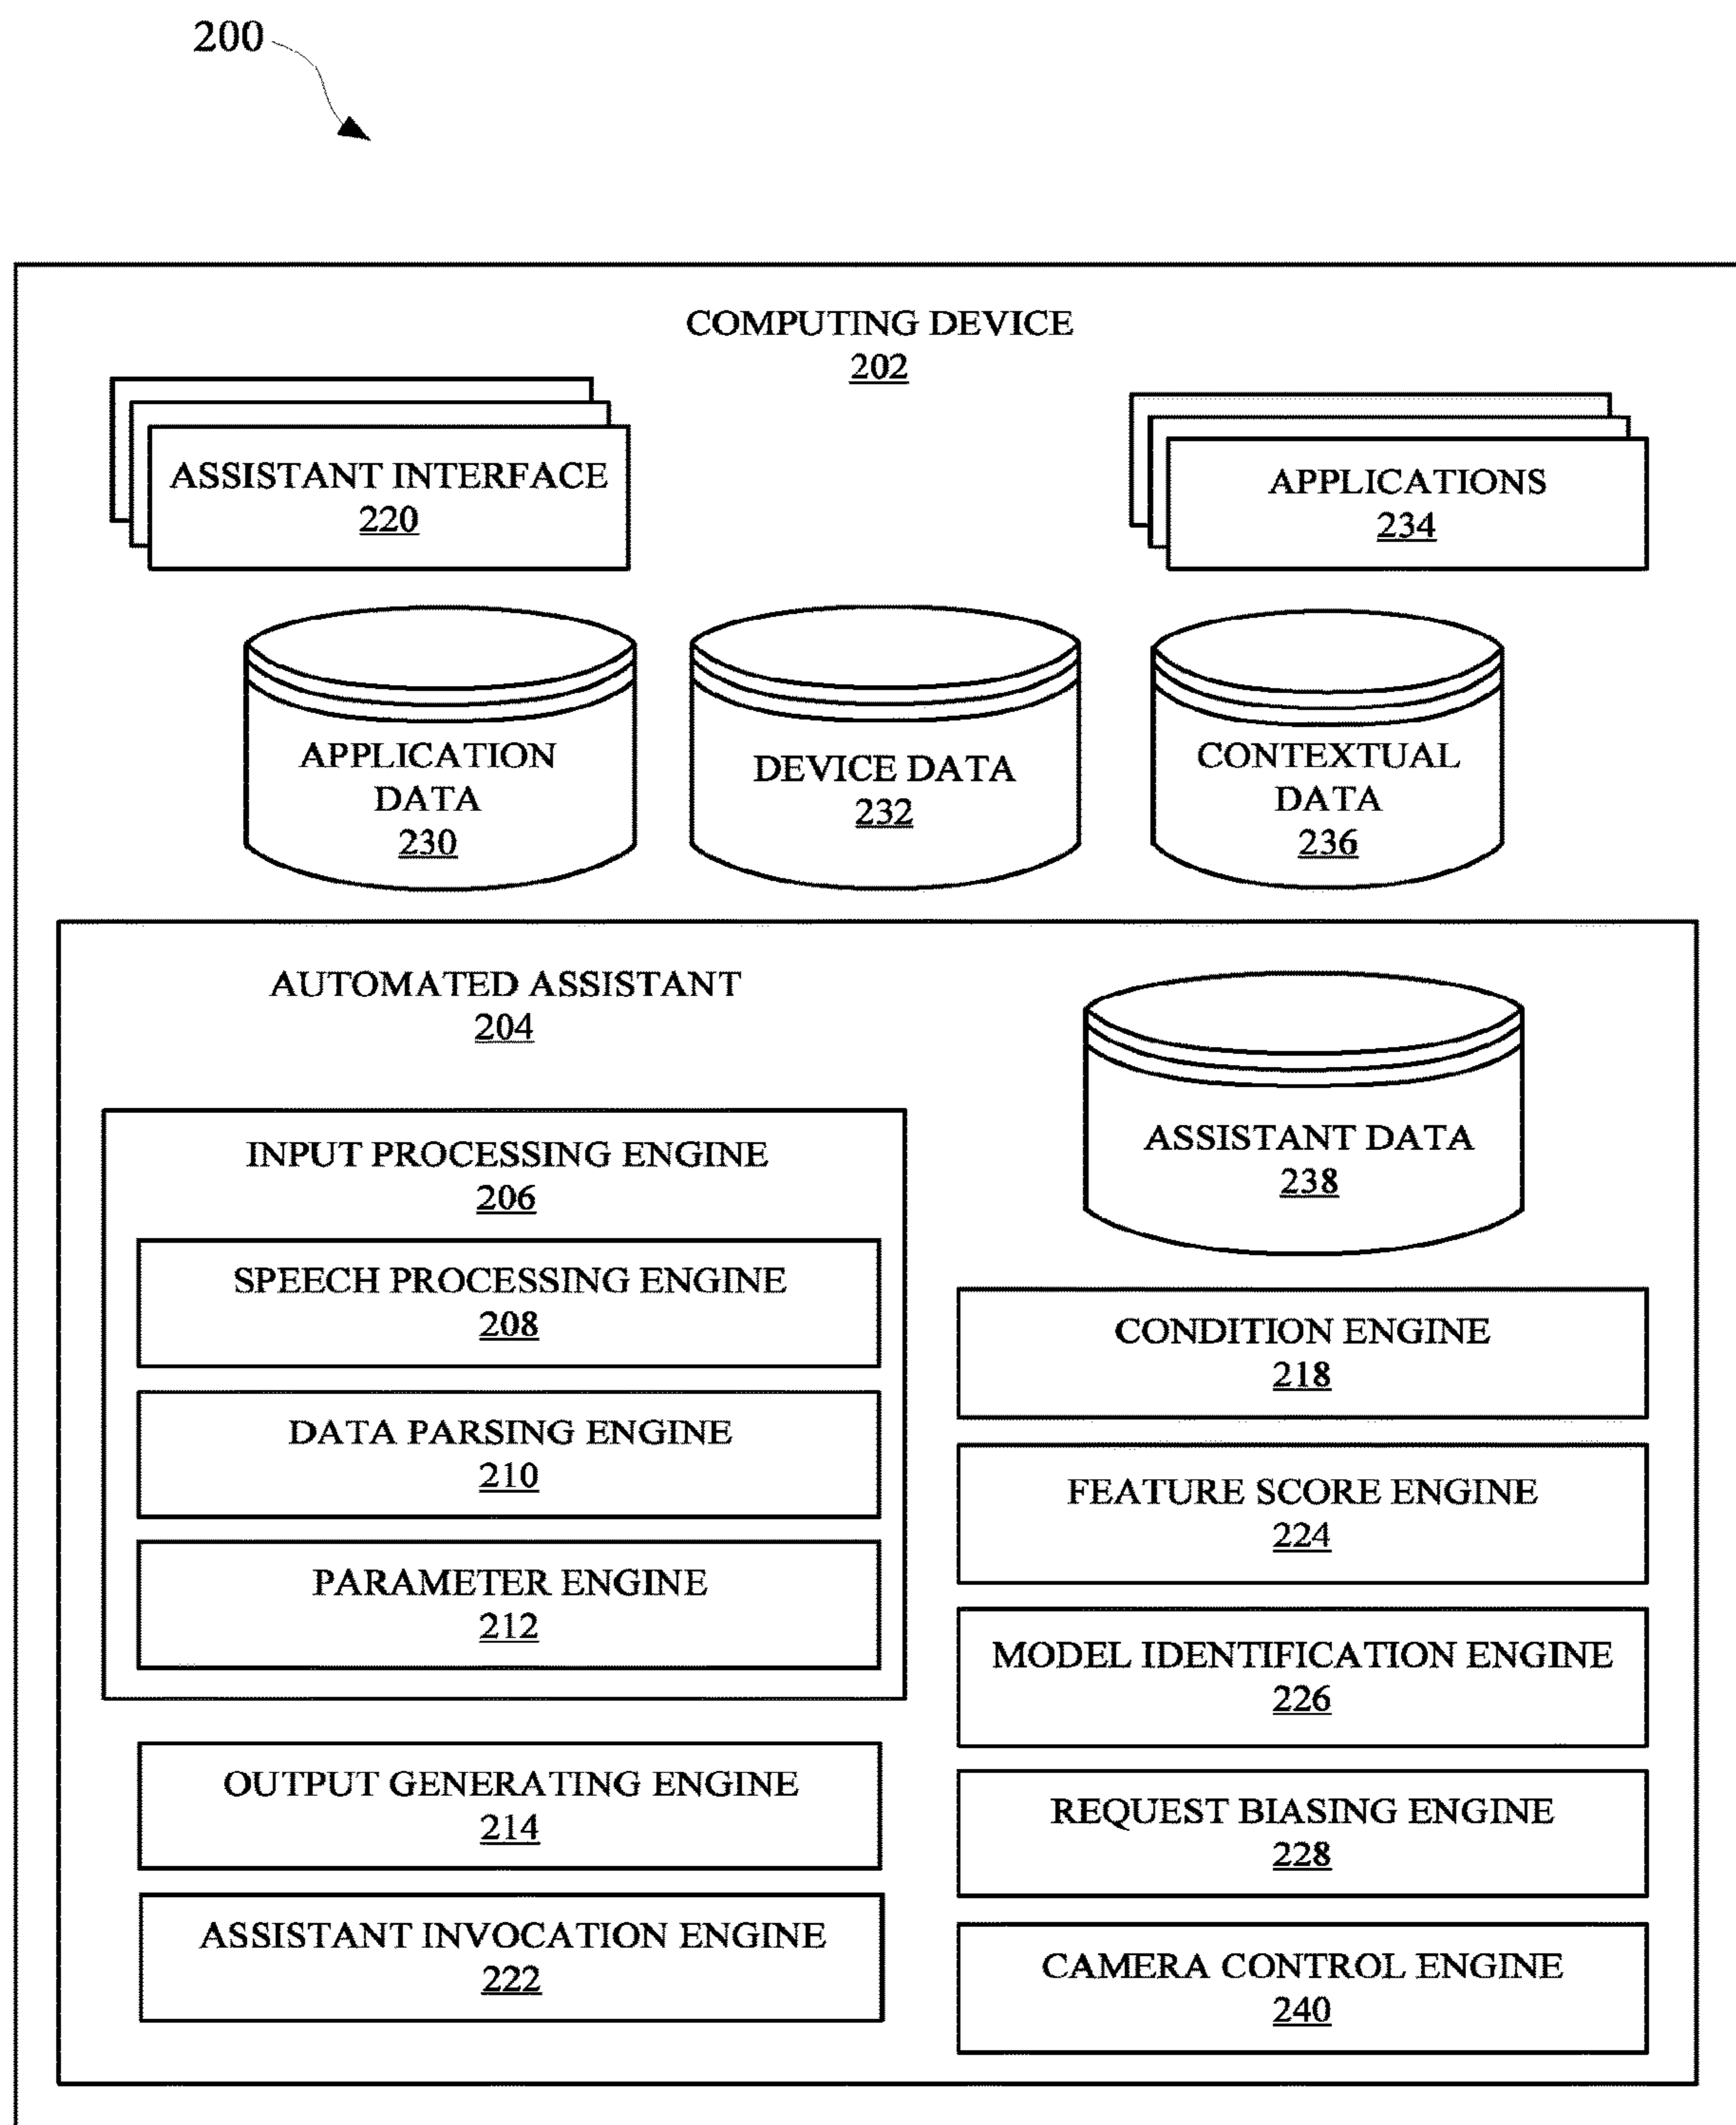 200
COMPUTING DEVICE
202
ASSISTANT INTERFACE
220
APPLICATIONS
234
APPLICATION
DATA
230
DEVICE DATA
232
CONTEXTUAL
DATA
236
AUTOMATED ASSISTANT
204
ASSISTANT DATA
238
INPUT PROCESSING ENGINE
206
SPEECH PROCESSING ENGINE
208
DATA PARSING ENGINE
210
PARAMETER ENGINE
212
OUTPUT GENERATING ENGINE
214
ASSISTANT INVOCATION ENGINE
222
CONDITION ENGINE
218
FEATURE SCORE ENGINE
224
MODEL IDENTIFICATION ENGINE
226
REQUEST BIASING ENGINE
228
CAMERA CONTROL ENGINE
240